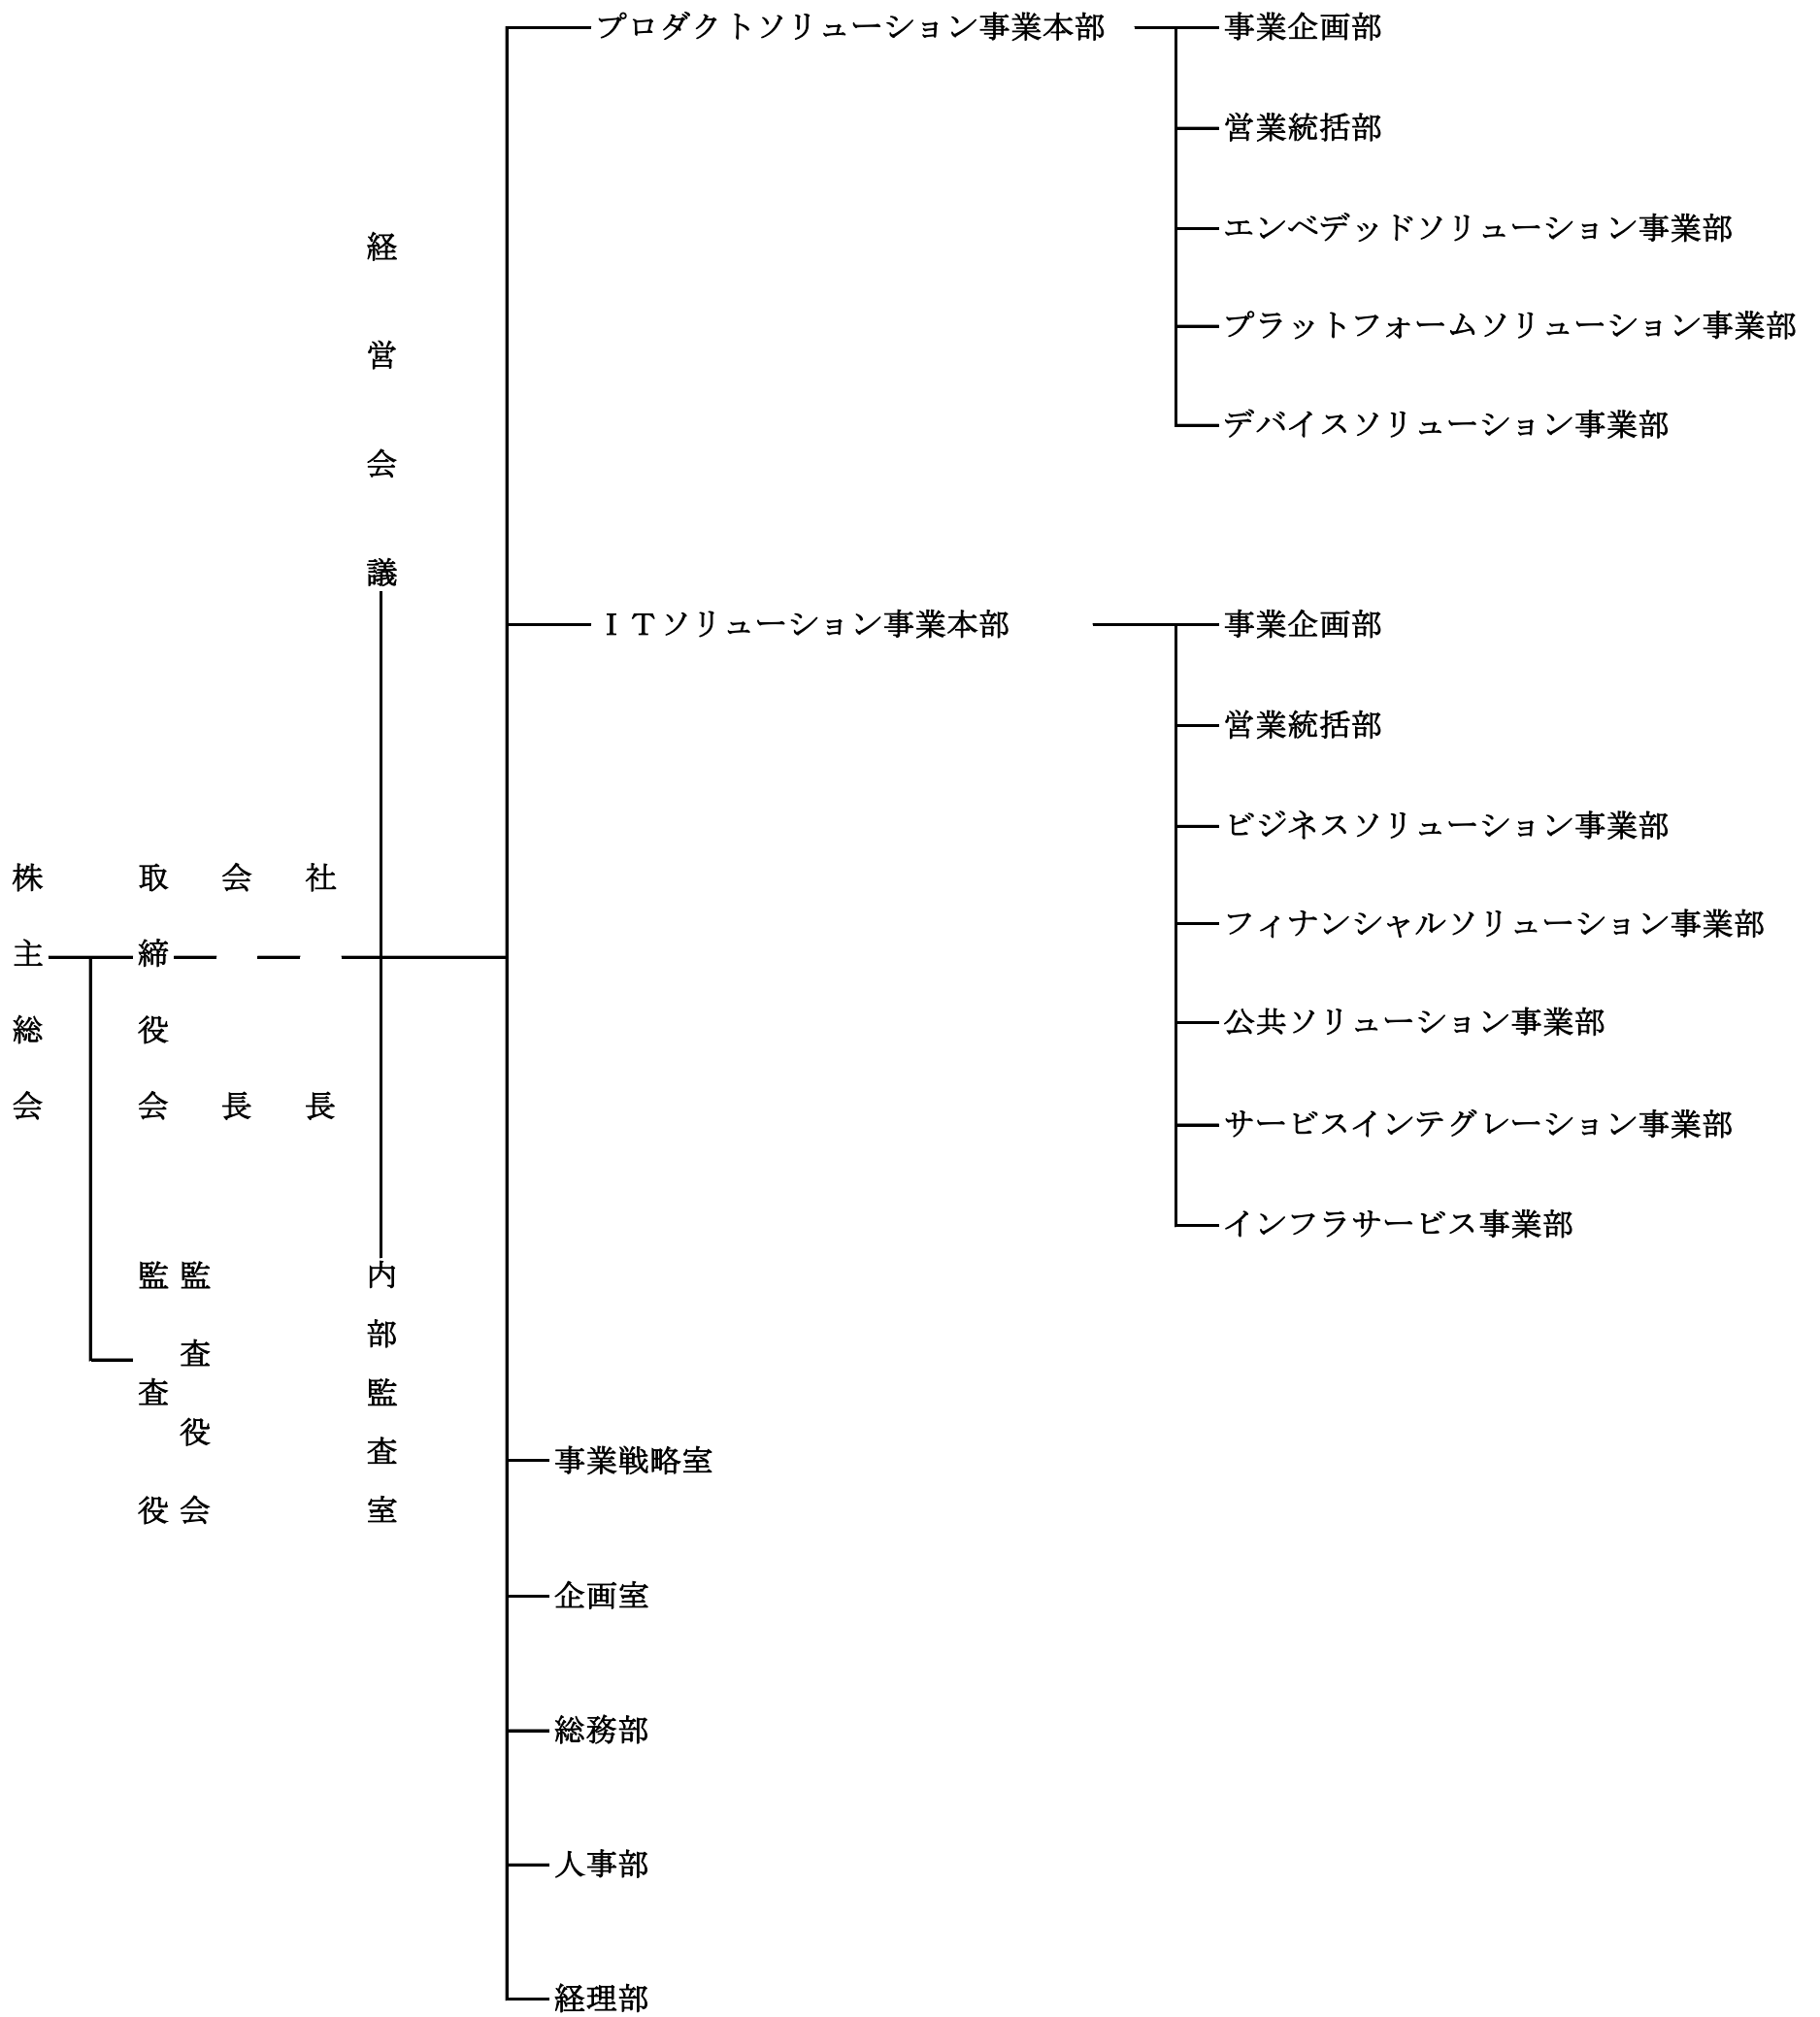 株主総会
取締役会
会長
社長
監査役
監査役会
経営会議
内部監査室
プロダクトソリューション事業本部
事業企画部
営業統括部
エンベデッドソリューション事業部
プラットフォームソリューション事業部
デバイスソリューション事業部
ＩＴソリューション事業本部
事業企画部
営業統括部
ビジネスソリューション事業部
フィナンシャルソリューション事業部
公共ソリューション事業部
サービスインテグレーション事業部
インフラサービス事業部
事業戦略室
企画室
総務部
人事部
経理部